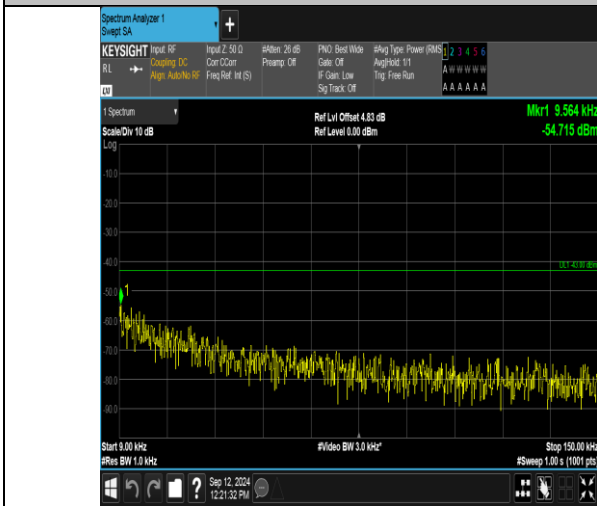 Spectrum Analyzer 1
Swept SA
+
KEYSIGHT Input: RF Input Z: 50 Ω #Atten: 26 dB PNO: Best Wide #Avg Type: Power (RMS 1 2 3 4 5 6
RL Coupling: DC Corr CCorr Preamp: Off Gate: Off Avg|Hold: 1/1 A W W W W W
Align: Auto/No RF Freq Ref: Int (S) IF Gain: Low Trig: Free Run
Sig Track: Off A A A A A A
1 Spectrum Ref Lvl Offset 4.83 dB Mkr1 9.564 kHz
Scale/Div 10 dB Ref Level 0.00 dBm -54.715 dBm
Log
-10.0
-20.0
-30.0
-40.0
DL1 -43.00 dBm
-50.0
1
-60.0
-70.0
-80.0
-90.0
Start 9.00 kHz #Video BW 3.0 kHz* Stop 150.00 kHz
#Res BW 1.0 kHz #Sweep 1.00 s (1001 pts)
? Sep 12, 2024
12:21:32 PM